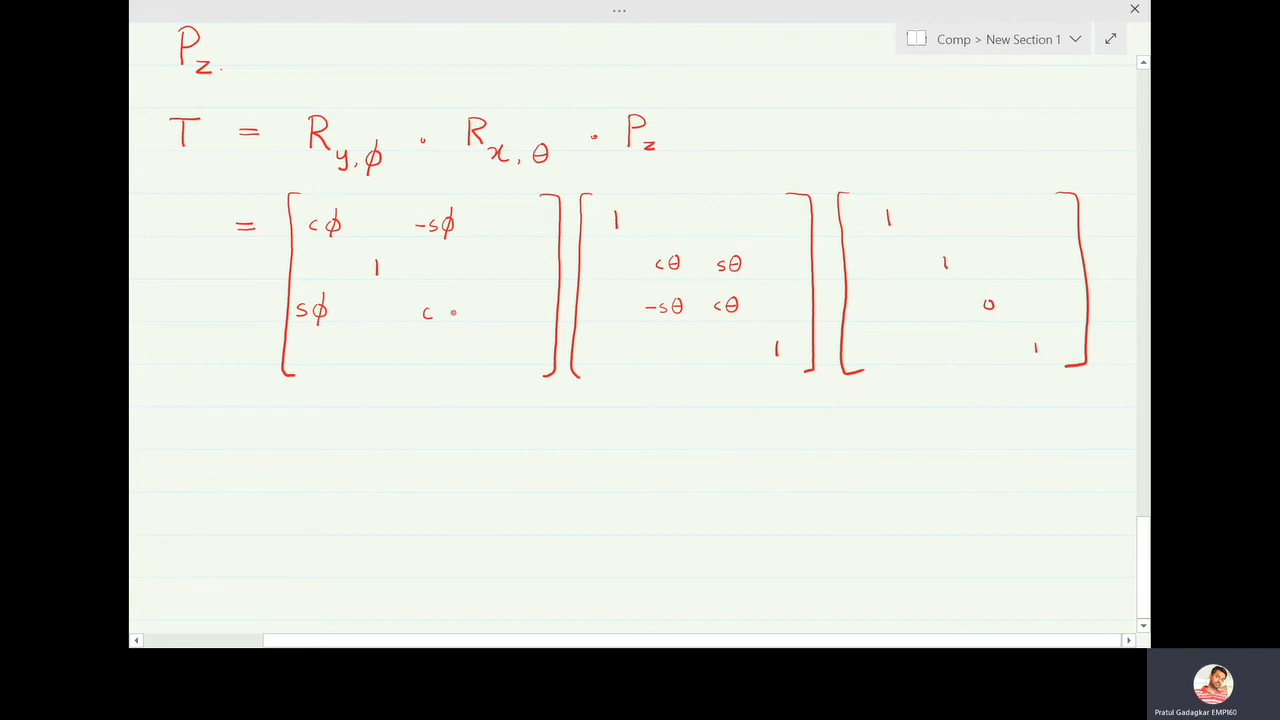 ...
Comp > New Section 1
P_z.
T = R_y,ϕ . R_x,θ . P_z
= [ cϕ -sϕ ] [ 1 ] [ 1 ]
1 cθ sθ 1
sϕ c -sθ cθ 0
1 1
Pratul Gadagkar EMP160